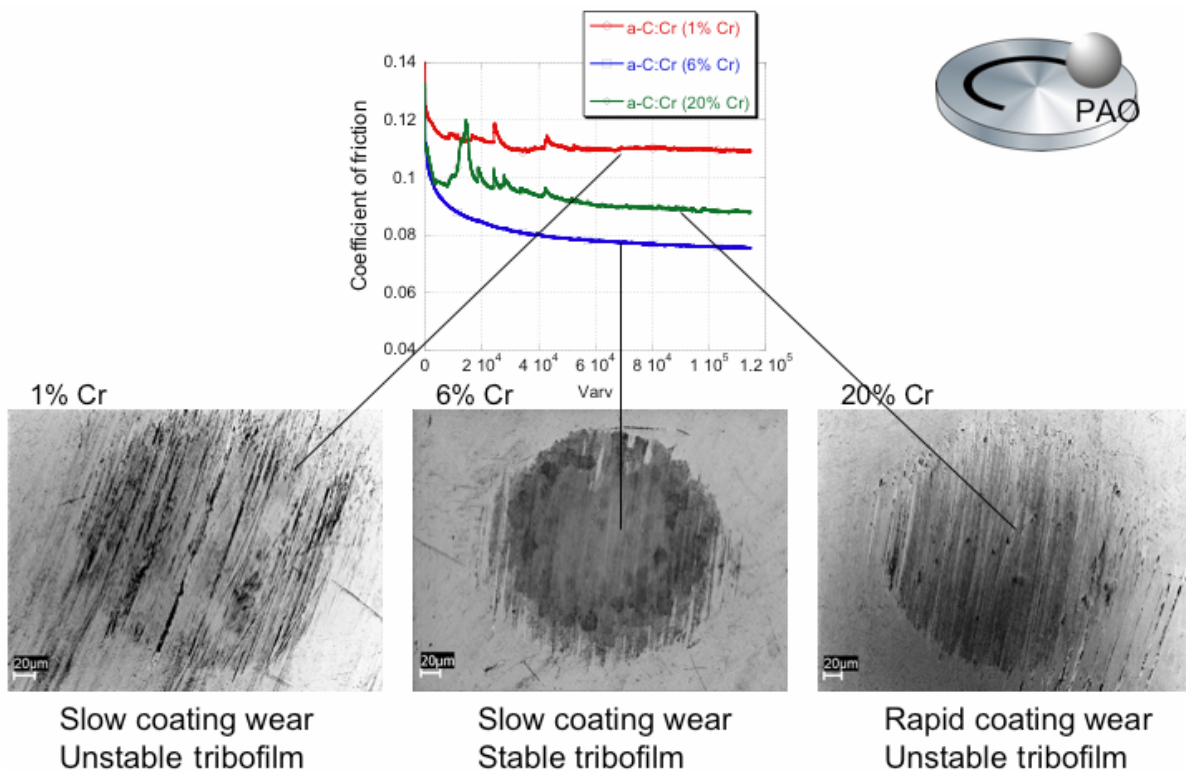 a-C:Cr (1% Cr)
a-C:Cr (6% Cr)
a-C:Cr (20% Cr)
PAO
Coefficient of friction
0.14
0.12
0.1
0.08
0.06
0.04
0 2 10⁴ 4 10⁴ 6 10⁴ 8 10⁴ 1 10⁵ 1.2 10⁵
Varv
1% Cr
6% Cr
20% Cr
20µm
20µm
20µm
Slow coating wear
Unstable tribofilm
Slow coating wear
Stable tribofilm
Rapid coating wear
Unstable tribofilm